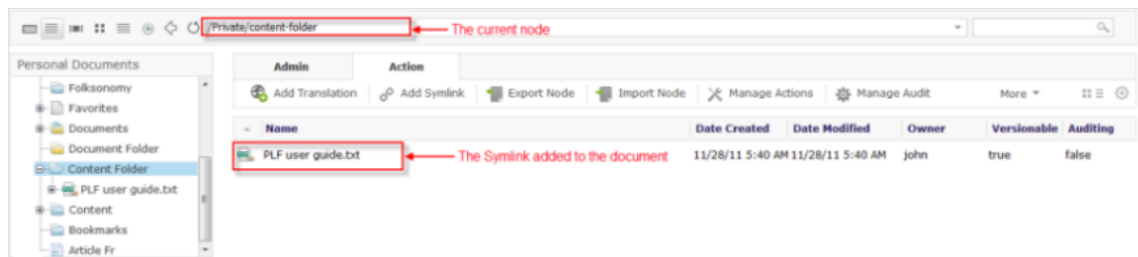 /Private/content-folder The current node
Personal Documents
Folksonomy
Favorites
Documents
Document Folder
Content Folder
PLF user guide.txt
Content
Bookmarks
Article Fr
Admin Action
Add Translation Add Symlink Export Node Import Node Manage Actions Manage Audit More
Name Date Created Date Modified Owner Versionable Auditing
PLF user guide.txt The Symlink added to the document 11/28/11 5:40 AM 11/28/11 5:40 AM john true false